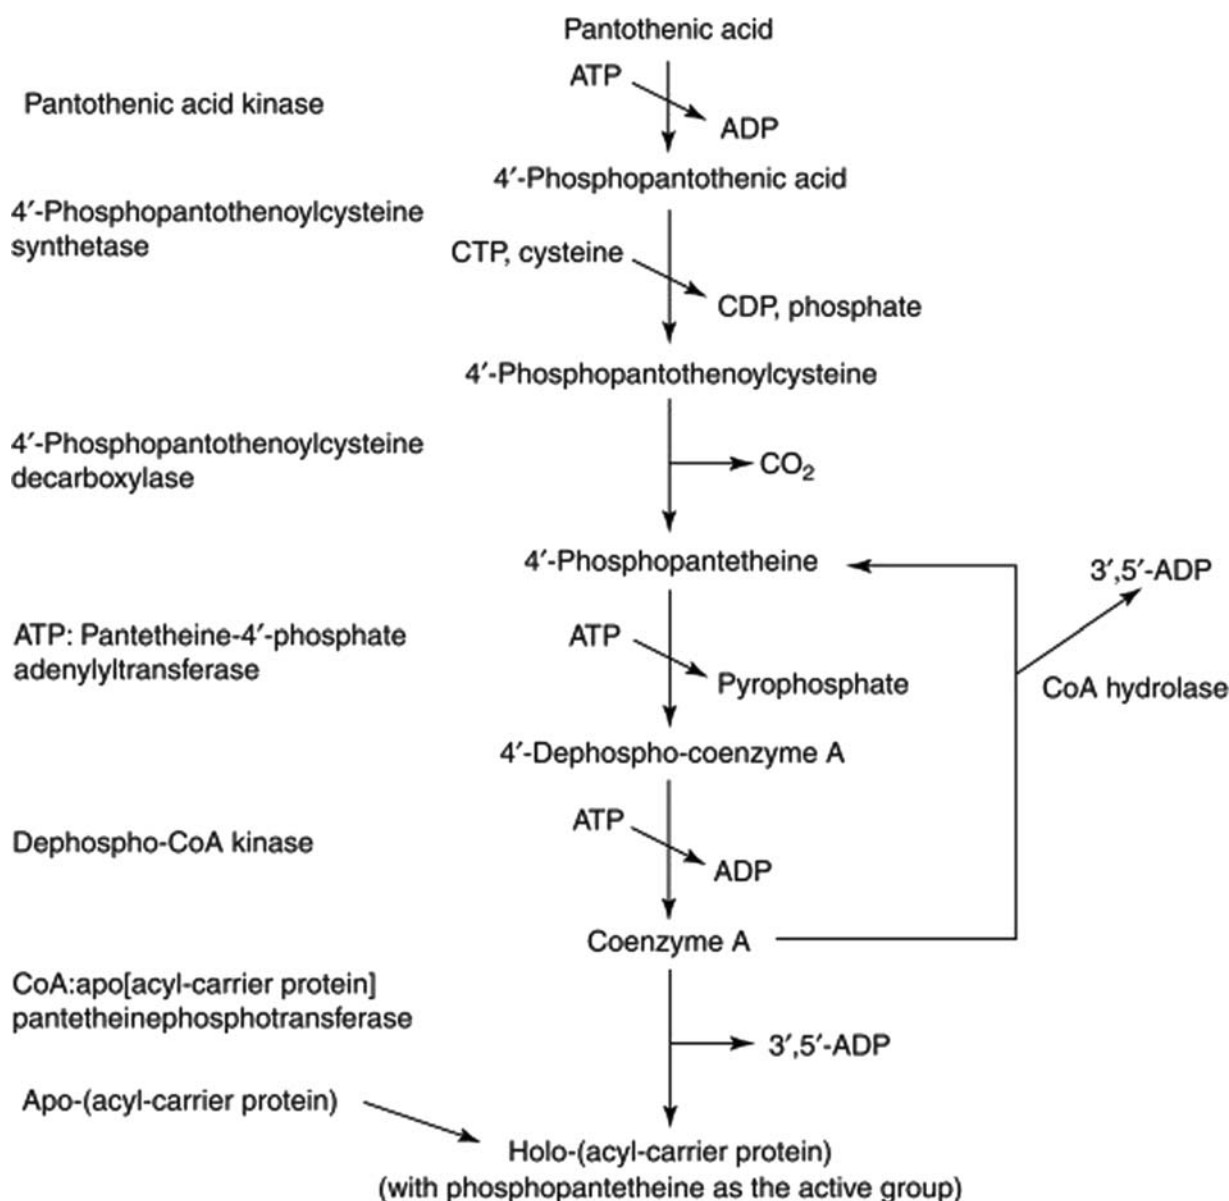 Pantothenic acid
ATP
Pantothenic acid kinase
ADP
4′-Phosphopantothenic acid
4′-Phosphopantothenoylcysteine
synthetase
CTP, cysteine
CDP, phosphate
4′-Phosphopantothenoylcysteine
4′-Phosphopantothenoylcysteine
decarboxylase
CO₂
4′-Phosphopantetheine
3′,5′-ADP
ATP: Pantetheine-4′-phosphate
adenylyltransferase
ATP
Pyrophosphate
CoA hydrolase
4′-Dephospho-coenzyme A
ATP
Dephospho-CoA kinase
ADP
Coenzyme A
CoA:apo[acyl-carrier protein]
pantetheinephosphotransferase
3′,5′-ADP
Apo-(acyl-carrier protein)
Holo-(acyl-carrier protein)
(with phosphopantetheine as the active group)